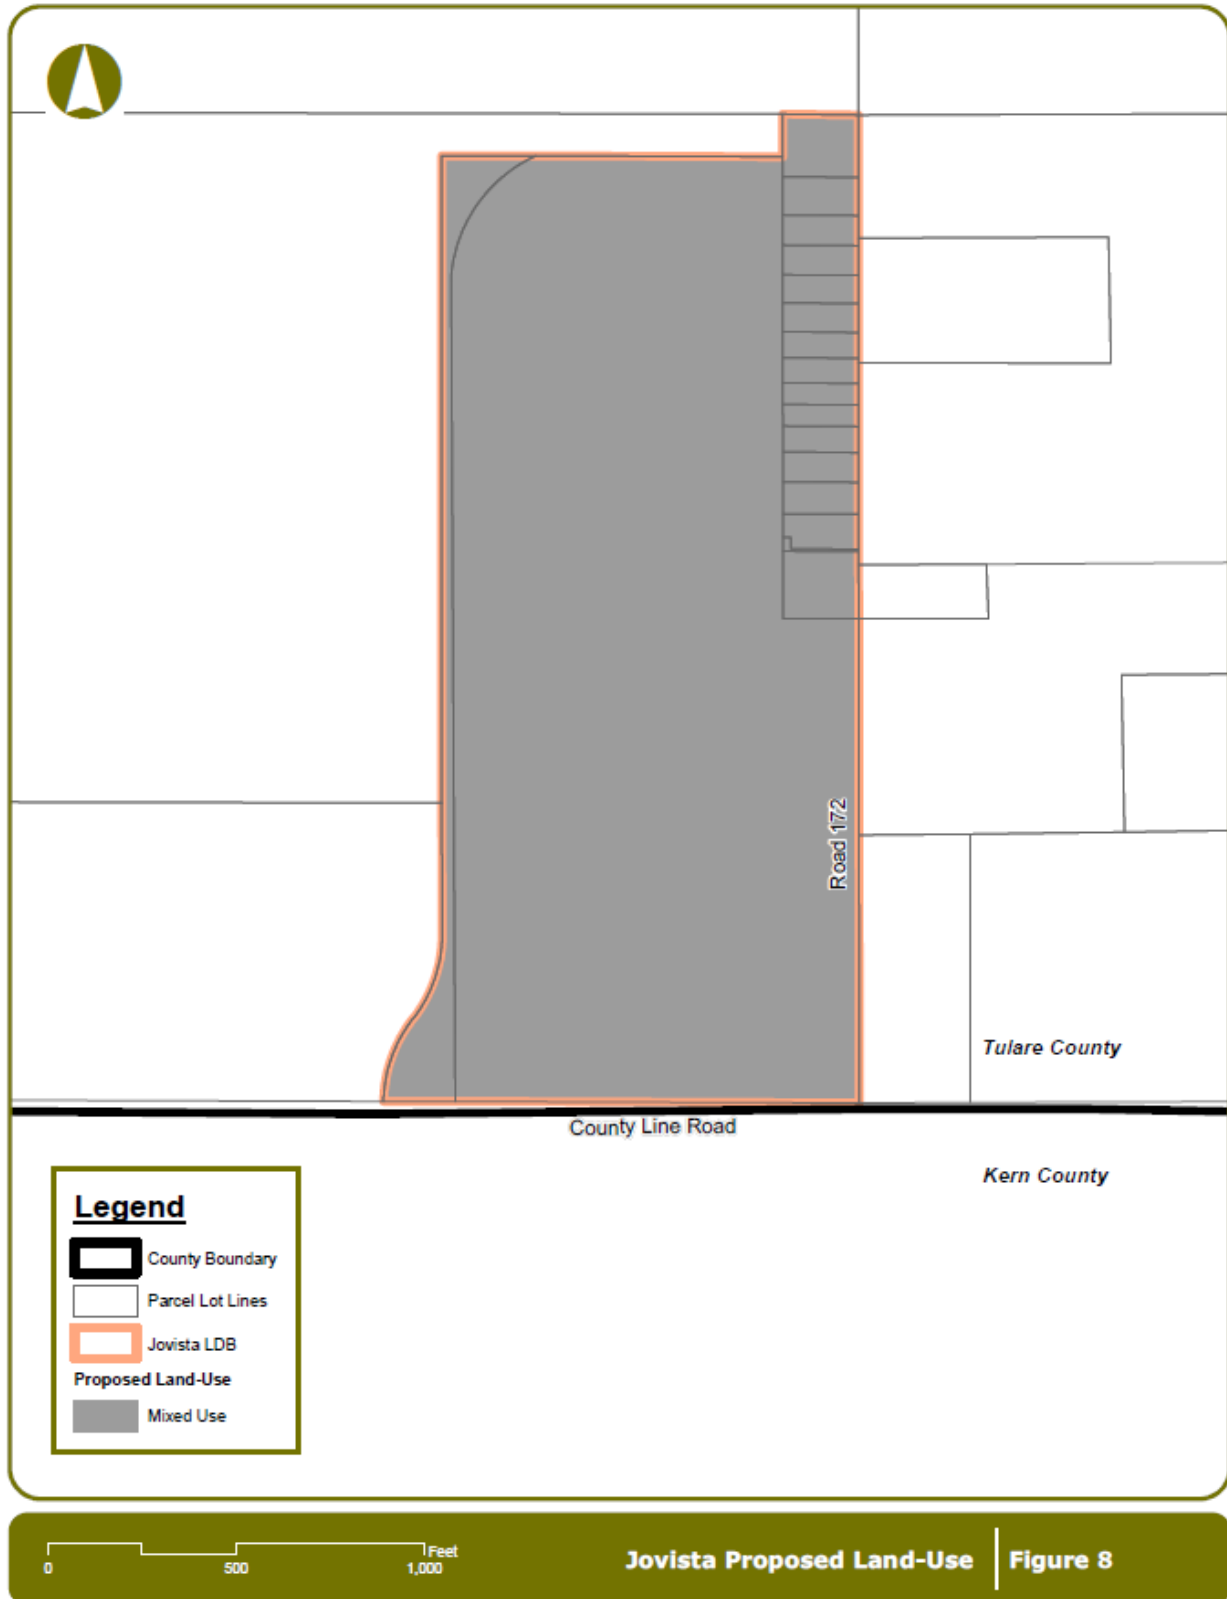 Road 172
Tulare County
County Line Road
Kern County
Legend
County Boundary
Parcel Lot Lines
Jovista LDB
Proposed Land-Use
Mixed Use
Feet
0 500 1,000
Jovista Proposed Land-Use Figure 8